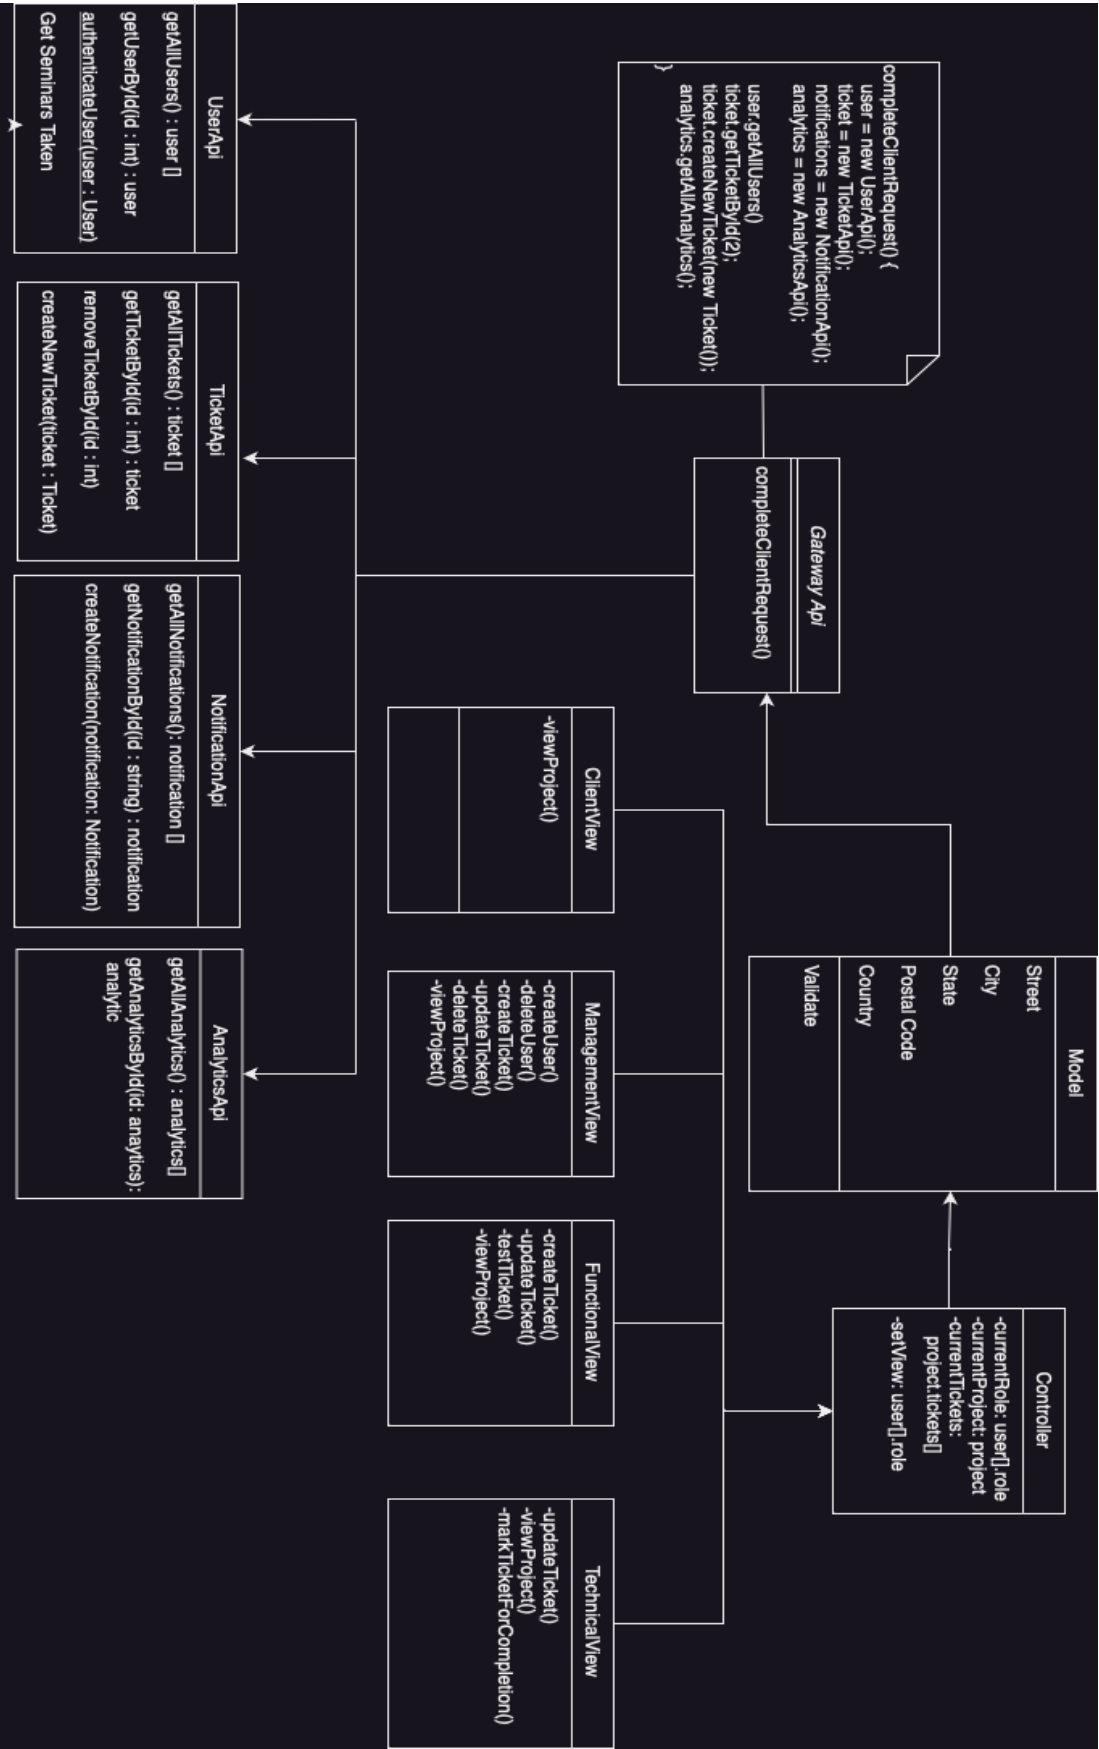 completeClientRequest() {
user = new UserApi();
ticket = new TicketApi();
notifications = new NotificationApi();
analytics = new AnalyticsApi();
user.getAllUsers()
ticket.getTicketById(2);
ticket.createNewTicket(new Ticket());
analytics.getAllAnalytics();
}
Gateway Api
completeClientRequest()
Model
Street
City
State
Postal Code
Country
Validate
Controller
-currentRole: user[].role
-currentProject: project
-currentTickets:
project.tickets[]
-setView: user[].role
ClientView
-viewProject()
ManagementView
-createUser()
-deleteUser()
-createTicket()
-updateTicket()
-deleteTicket()
-viewProject()
FunctionalView
-createTicket()
-updateTicket()
-testTicket()
-viewProject()
TechnicalView
-updateTicket()
-viewProject()
-markTicketForCompletion()
UserApi
getAllUsers() : user []
getUserById(id : int) : user
authenticateUser(user : User)
Get Seminars Taken
TicketApi
getAllTickets() : ticket []
getTicketById(id : int) : ticket
removeTicketById(id : int)
createNewTicket(ticket : Ticket)
NotificationApi
getAllNotifications(): notification []
getNotificationById(id : string) : notification
createNotification(notification: Notification)
AnalyticsApi
getAllAnalytics() : analytics[]
getAnalyticsById(id: anaytics):
analytic